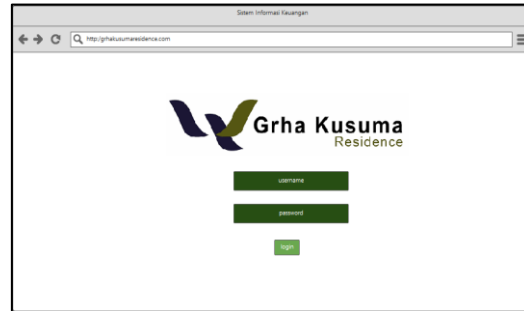 Sistem Informasi Keuangan
http://grhakusumaresidence.com
Grha Kusuma
Residence
username
password
login